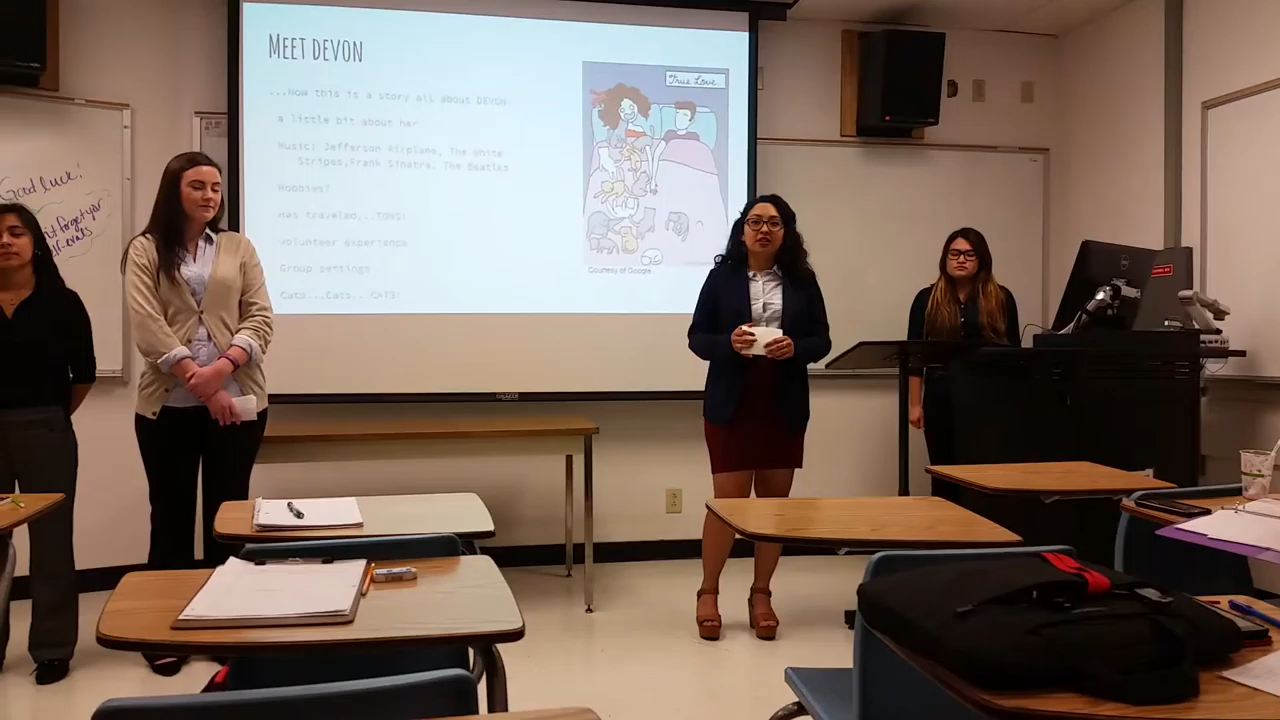 MEET DEVON
...Now this is a story all about DEVON
a little bit about her
Music: Jefferson Airplane, The White
Stripes,Frank Sinatra, The Beatles
Hobbies?
Has traveled...TONS!
volunteer experience
Group settings
Cats...Cats...CATS!
True Love
Courtesy of Google
Good luck!
forget your
DELL